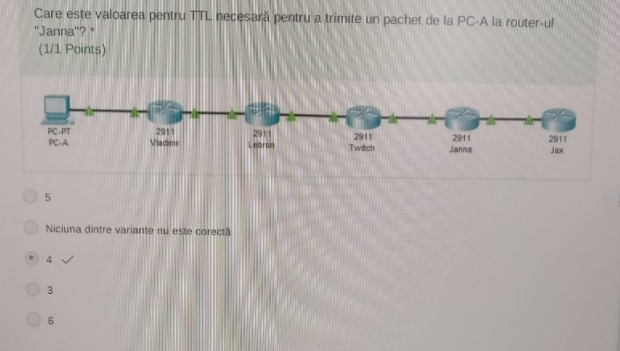 Care este valoarea pentru TTL necesară pentru a trimite un pachet de la PC-A la router-ul
"Janna"? *
(1/1 Points)
PC-PT
PC-A
2911
Vladimir
2911
Lebron
2911
Twitch
2911
Janna
2911
Jax
5
Niciuna dintre variante nu este corectă
4
3
6